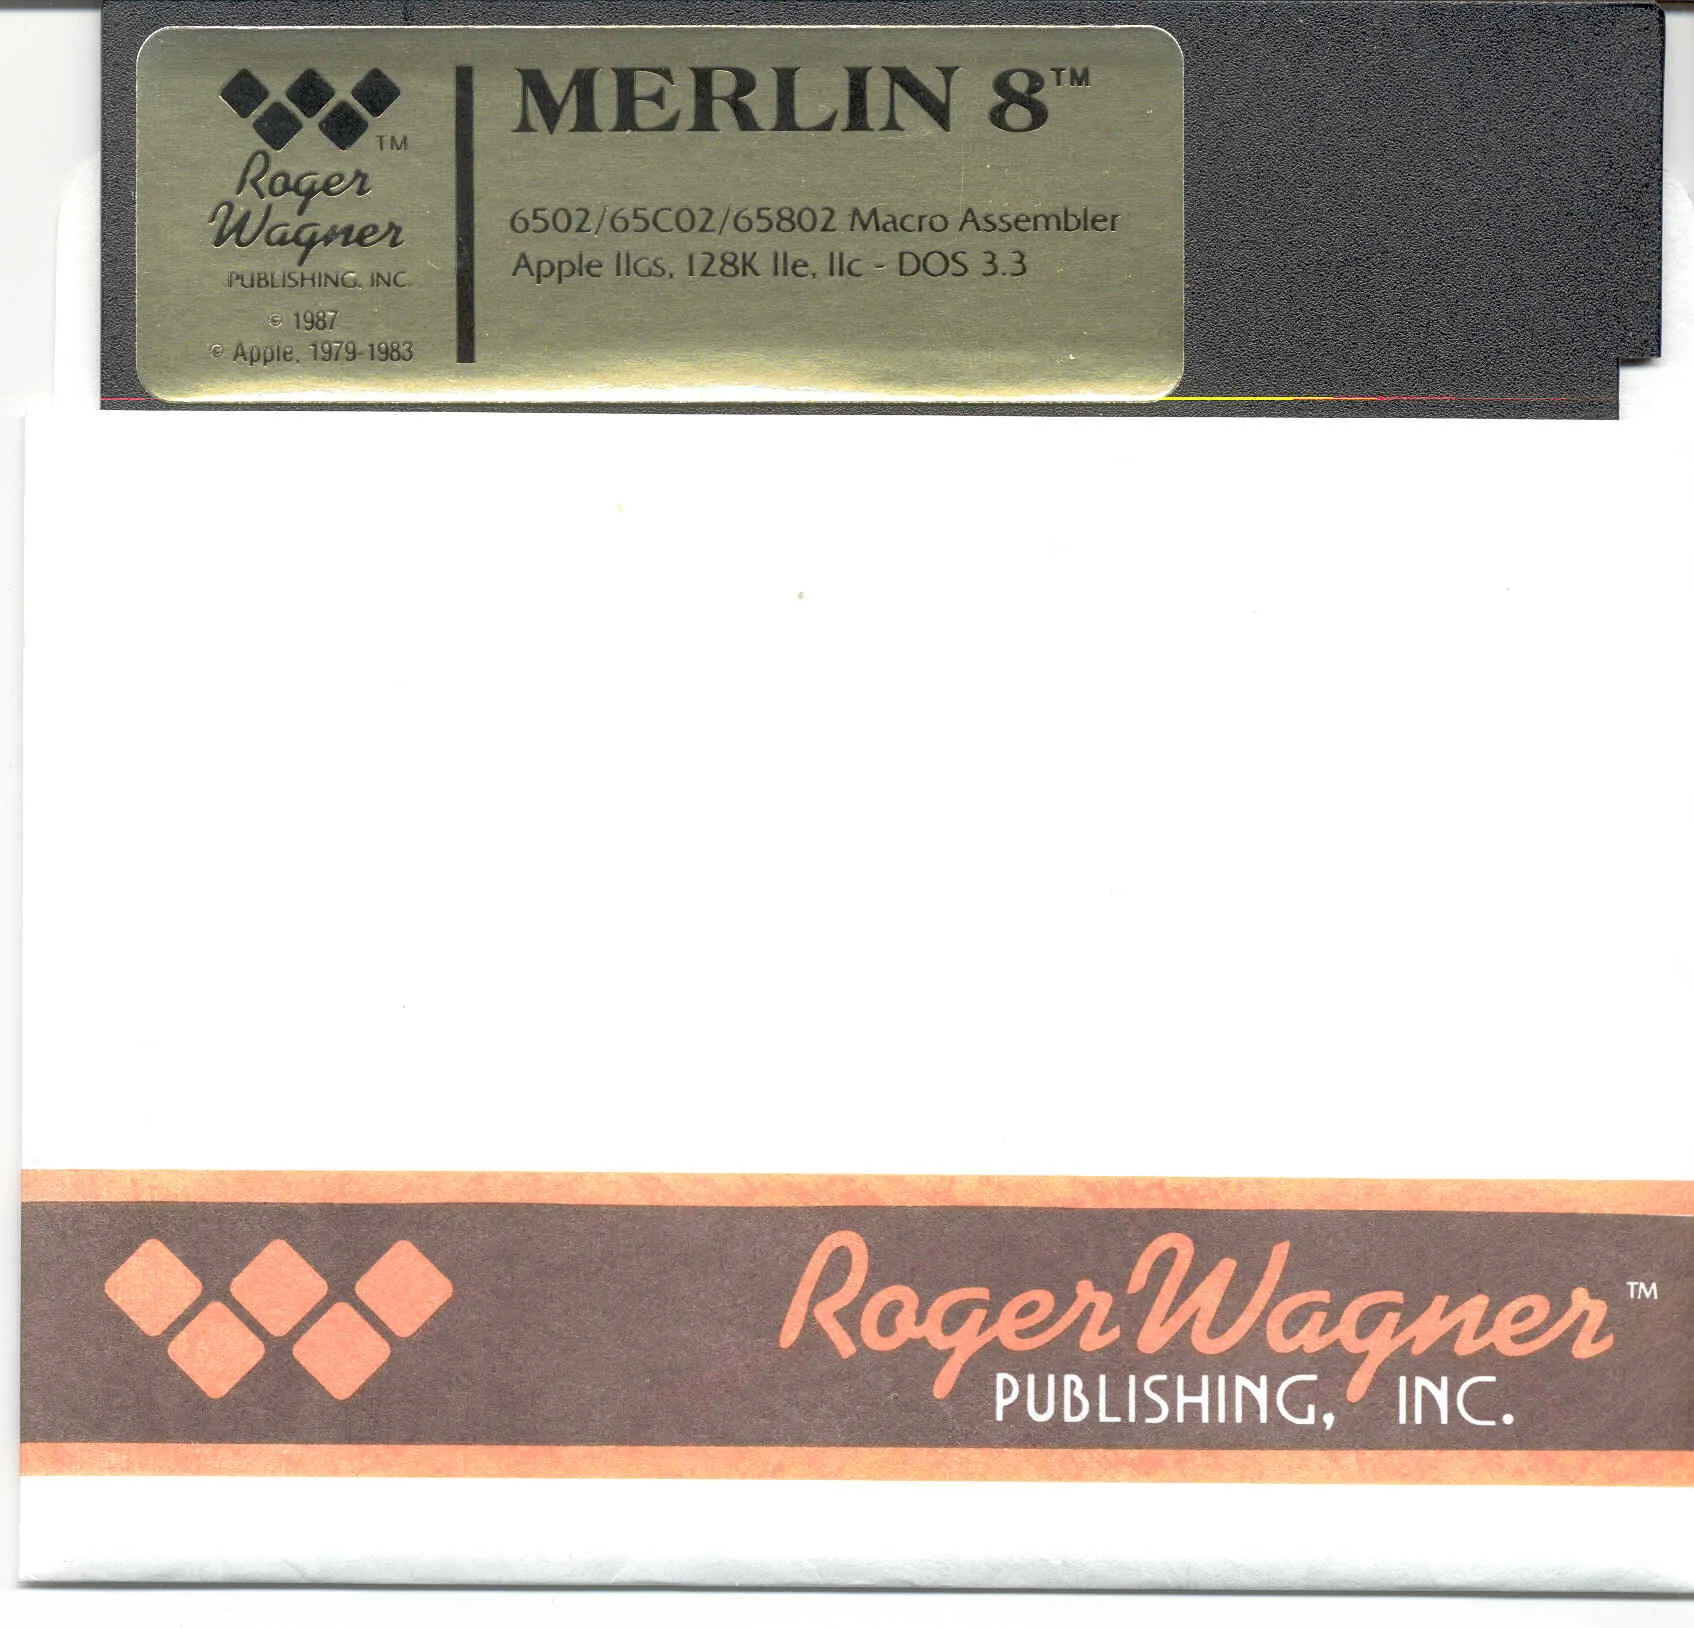 TM
Roger
Wagner
PUBLISHING, INC.
© 1987
© Apple, 1979-1983
MERLIN 8™
6502/65C02/65802 Macro Assembler
Apple IIGS, 128K IIe, IIc - DOS 3.3
Roger Wagner™
PUBLISHING, INC.